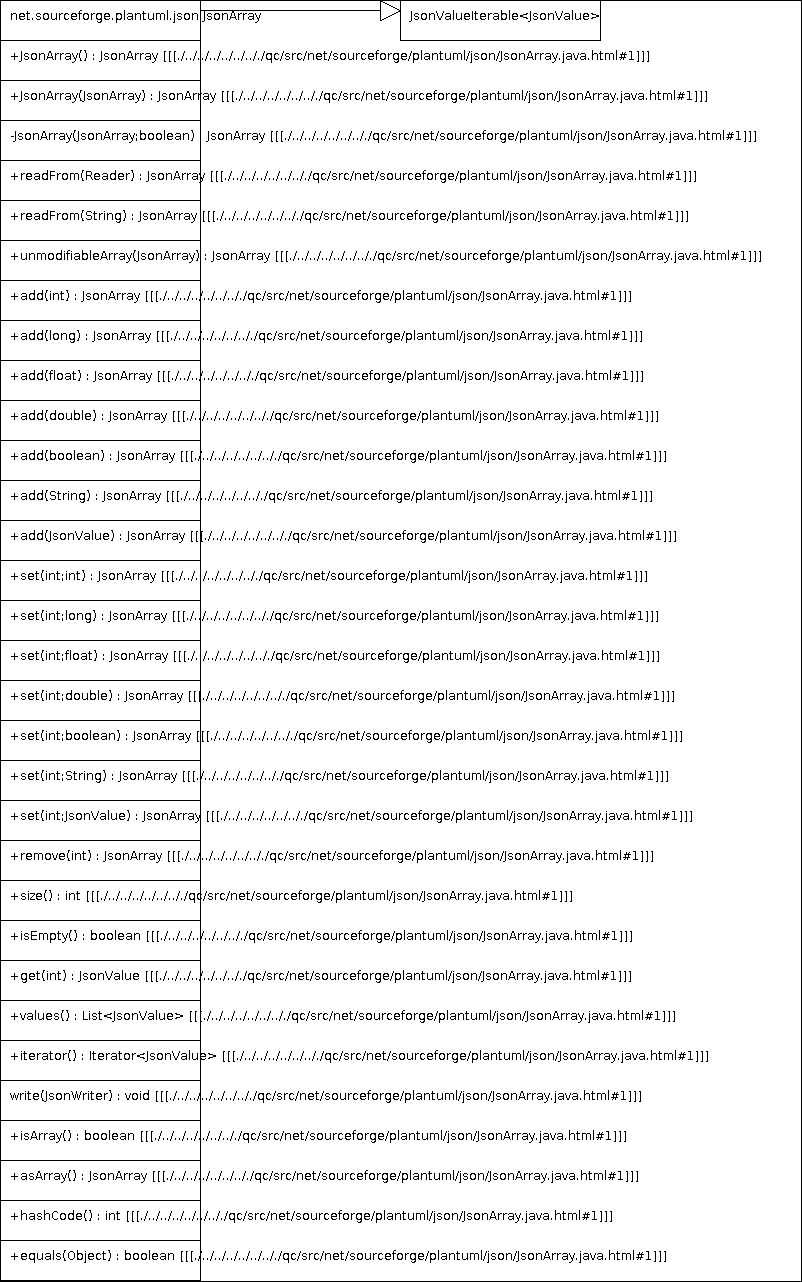 net.sourceforge.plantuml.json.JsonArray
JsonValueIterable<JsonValue>
+JsonArray() : JsonArray [[[./../../../../../.././qc/src/net/sourceforge/plantuml/json/JsonArray.java.html#1]]]
+JsonArray(JsonArray) : JsonArray [[[./../../../../../.././qc/src/net/sourceforge/plantuml/json/JsonArray.java.html#1]]]
-JsonArray(JsonArray;boolean) : JsonArray [[[./../../../../../.././qc/src/net/sourceforge/plantuml/json/JsonArray.java.html#1]]]
+readFrom(Reader) : JsonArray [[[./../../../../../.././qc/src/net/sourceforge/plantuml/json/JsonArray.java.html#1]]]
+readFrom(String) : JsonArray [[[./../../../../../.././qc/src/net/sourceforge/plantuml/json/JsonArray.java.html#1]]]
+unmodifiableArray(JsonArray) : JsonArray [[[./../../../../../.././qc/src/net/sourceforge/plantuml/json/JsonArray.java.html#1]]]
+add(int) : JsonArray [[[./../../../../../.././qc/src/net/sourceforge/plantuml/json/JsonArray.java.html#1]]]
+add(long) : JsonArray [[[./../../../../../.././qc/src/net/sourceforge/plantuml/json/JsonArray.java.html#1]]]
+add(float) : JsonArray [[[./../../../../../.././qc/src/net/sourceforge/plantuml/json/JsonArray.java.html#1]]]
+add(double) : JsonArray [[[./../../../../../.././qc/src/net/sourceforge/plantuml/json/JsonArray.java.html#1]]]
+add(boolean) : JsonArray [[[./../../../../../.././qc/src/net/sourceforge/plantuml/json/JsonArray.java.html#1]]]
+add(String) : JsonArray [[[./../../../../../.././qc/src/net/sourceforge/plantuml/json/JsonArray.java.html#1]]]
+add(JsonValue) : JsonArray [[[./../../../../../.././qc/src/net/sourceforge/plantuml/json/JsonArray.java.html#1]]]
+set(int;int) : JsonArray [[[./../../../../../.././qc/src/net/sourceforge/plantuml/json/JsonArray.java.html#1]]]
+set(int;long) : JsonArray [[[./../../../../../.././qc/src/net/sourceforge/plantuml/json/JsonArray.java.html#1]]]
+set(int;float) : JsonArray [[[./../../../../../.././qc/src/net/sourceforge/plantuml/json/JsonArray.java.html#1]]]
+set(int;double) : JsonArray [[[./../../../../../.././qc/src/net/sourceforge/plantuml/json/JsonArray.java.html#1]]]
+set(int;boolean) : JsonArray [[[./../../../../../.././qc/src/net/sourceforge/plantuml/json/JsonArray.java.html#1]]]
+set(int;String) : JsonArray [[[./../../../../../.././qc/src/net/sourceforge/plantuml/json/JsonArray.java.html#1]]]
+set(int;JsonValue) : JsonArray [[[./../../../../../.././qc/src/net/sourceforge/plantuml/json/JsonArray.java.html#1]]]
+remove(int) : JsonArray [[[./../../../../../.././qc/src/net/sourceforge/plantuml/json/JsonArray.java.html#1]]]
+size() : int [[[./../../../../../.././qc/src/net/sourceforge/plantuml/json/JsonArray.java.html#1]]]
+isEmpty() : boolean [[[./../../../../../.././qc/src/net/sourceforge/plantuml/json/JsonArray.java.html#1]]]
+get(int) : JsonValue [[[./../../../../../.././qc/src/net/sourceforge/plantuml/json/JsonArray.java.html#1]]]
+values() : List<JsonValue> [[[./../../../../../.././qc/src/net/sourceforge/plantuml/json/JsonArray.java.html#1]]]
+iterator() : Iterator<JsonValue> [[[./../../../../../.././qc/src/net/sourceforge/plantuml/json/JsonArray.java.html#1]]]
write(JsonWriter) : void [[[./../../../../../.././qc/src/net/sourceforge/plantuml/json/JsonArray.java.html#1]]]
+isArray() : boolean [[[./../../../../../.././qc/src/net/sourceforge/plantuml/json/JsonArray.java.html#1]]]
+asArray() : JsonArray [[[./../../../../../.././qc/src/net/sourceforge/plantuml/json/JsonArray.java.html#1]]]
+hashCode() : int [[[./../../../../../.././qc/src/net/sourceforge/plantuml/json/JsonArray.java.html#1]]]
+equals(Object) : boolean [[[./../../../../../.././qc/src/net/sourceforge/plantuml/json/JsonArray.java.html#1]]]